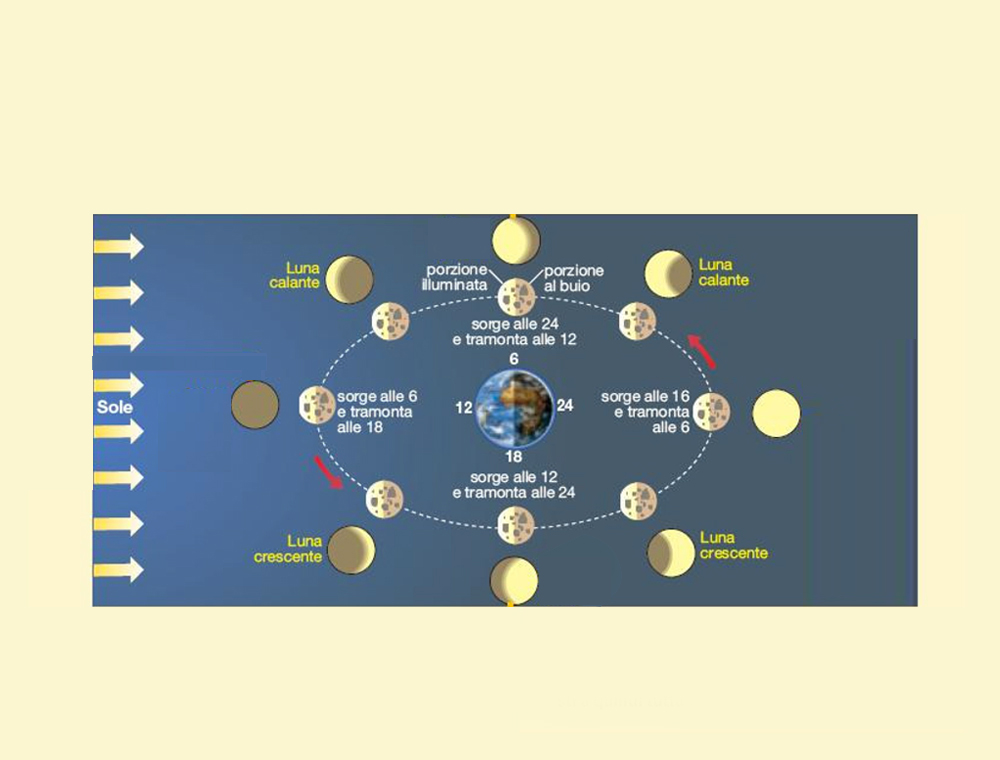 Luna
calante
porzione
illuminata
porzione
al buio
Luna
calante
sorge alle 24
e tramonta alle 12
6
Sole
sorge alle 6
e tramonta
alle 18
12
24
sorge alle 16
e tramonta
alle 6
18
sorge alle 12
e tramonta alle 24
Luna
crescente
Luna
crescente